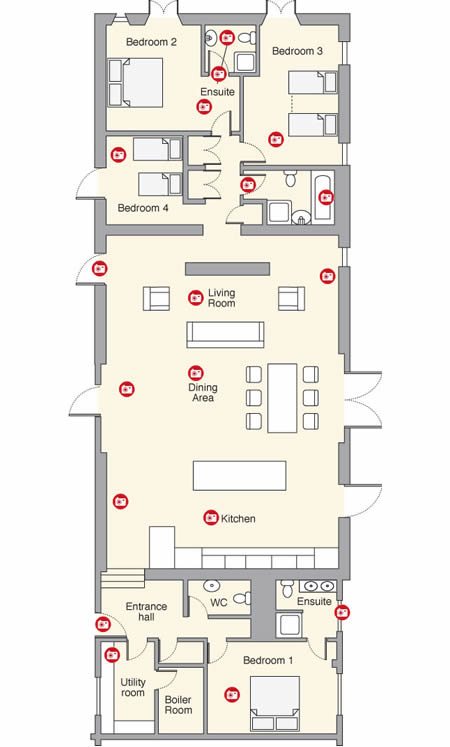 Bedroom 2
Bedroom 3
Ensuite
Bedroom 4
Living
Room
Dining
Area
Kitchen
Entrance
hall
WC
Ensuite
Bedroom 1
Utility
room
Boiler
Room